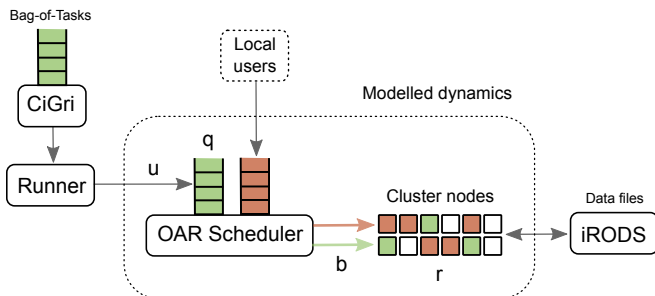 Bag-of-Tasks
CiGri
Runner
u
Local
users
Modelled dynamics
q
OAR Scheduler
b
Cluster nodes
r
Data files
iRODS